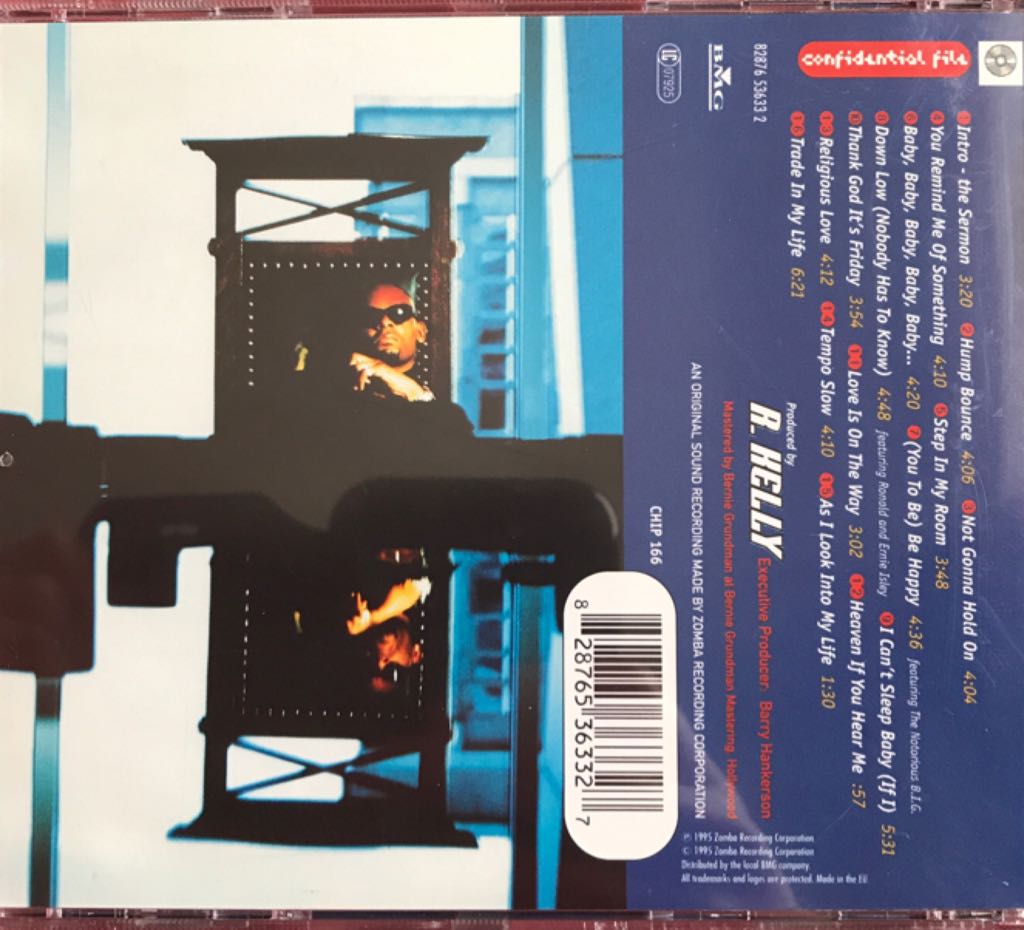 confidential file
1 Intro - the Sermon 3:20 2 Hump Bounce 4:06 3 Not Gonna Hold On 4:04
4 You Remind Me Of Something 4:10 5 Step In My Room 3:48
6 Baby, Baby, Baby, Baby, Baby... 4:20 7 (You To Be) Be Happy 4:36 featuring The Notorious B.I.G.
8 Down Low (Nobody Has To Know) 4:48 featuring Ronald and Ernie Isley 9 I Can't Sleep Baby (If I) 5:31
10 Thank God It's Friday 3:54 11 Love Is On The Way 3:02 12 Heaven If You Hear Me :57
13 Religious Love 4:12 14 Tempo Slow 4:10 15 As I Look Into My Life 1:30
16 Trade In My Life 6:21
Produced by
R. KELLY Executive Producer: Barry Hankerson
Mastered by Bernie Grundman at Bernie Grundman Mastering, Hollywood
AN ORIGINAL SOUND RECORDING MADE BY ZOMBA RECORDING CORPORATION
82876 53633 2
BMG
LC 07925
CHIP 166
8 28765 36332 7
℗ 1995 Zomba Recording Corporation
© 1995 Zomba Recording Corporation
Distributed by the local BMG company.
All trademarks and logos are protected. Made in the EU